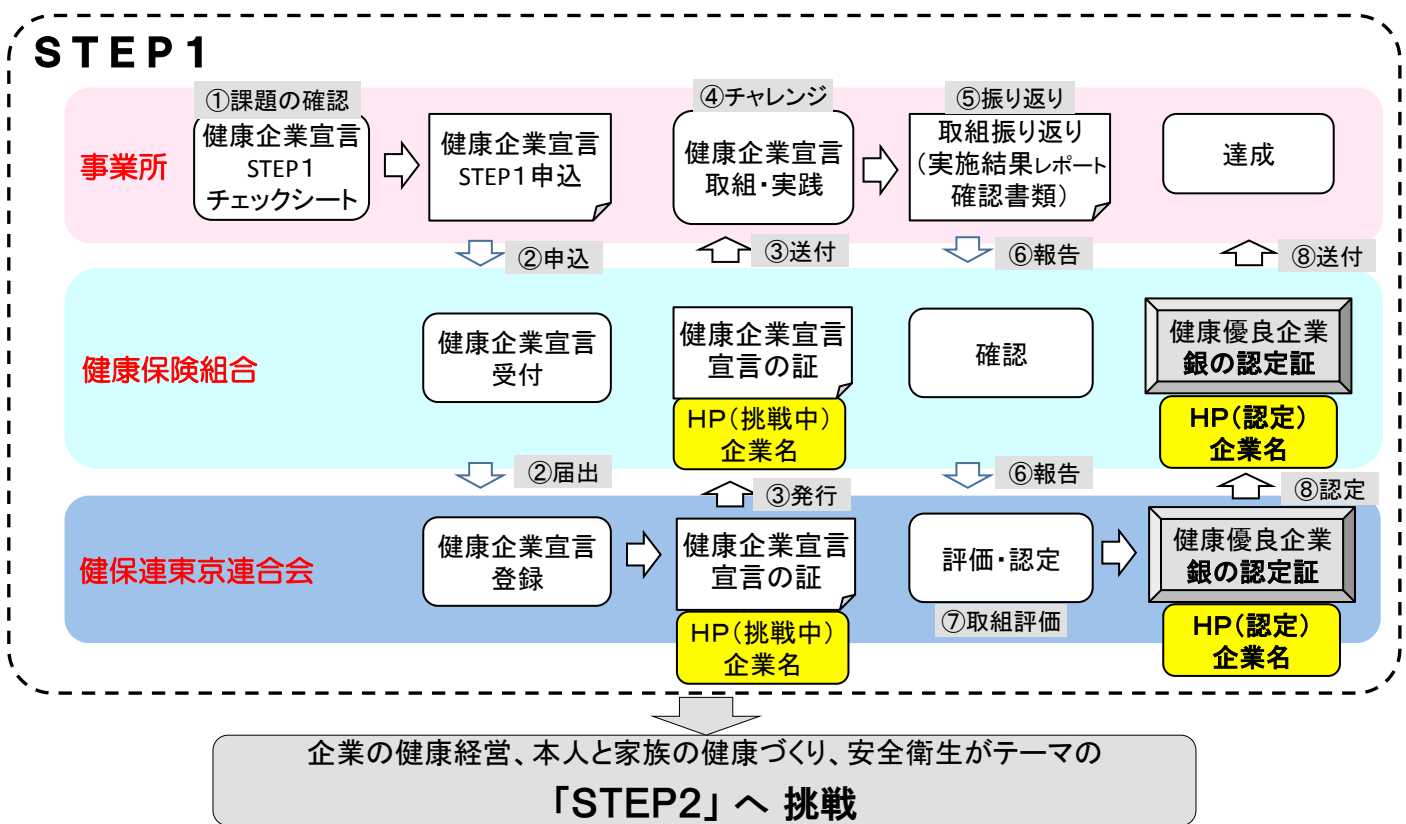 STEP1
事業所
①課題の確認
健康企業宣言
STEP1
チェックシート
健康企業宣言
STEP1申込
④チャレンジ
健康企業宣言
取組・実践
⑤振り返り
取組振り返り
(実施結果レポート
確認書類)
達成
②申込
③送付
⑥報告
⑧送付
健康保険組合
健康企業宣言
受付
健康企業宣言
宣言の証
HP(挑戦中)
企業名
確認
健康優良企業
銀の認定証
HP(認定)
企業名
②届出
③発行
⑥報告
⑧認定
健保連東京連合会
健康企業宣言
登録
健康企業宣言
宣言の証
HP(挑戦中)
企業名
評価・認定
⑦取組評価
健康優良企業
銀の認定証
HP(認定)
企業名
企業の健康経営、本人と家族の健康づくり、安全衛生がテーマの
「STEP2」へ 挑戦